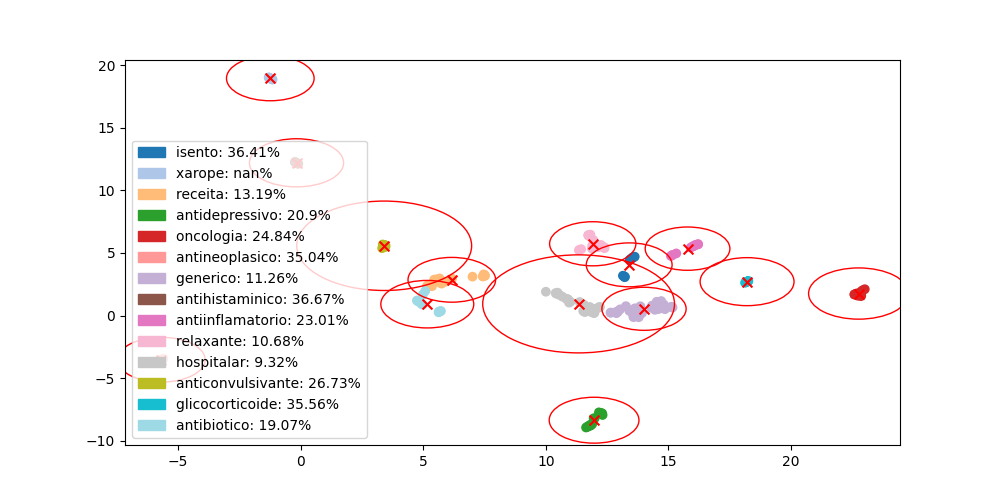 20
15
10
5
0
−5
−10
isento: 36.41%
xarope: nan%
receita: 13.19%
antidepressivo: 20.9%
oncologia: 24.84%
antineoplasico: 35.04%
generico: 11.26%
antihistaminico: 36.67%
antiinflamatorio: 23.01%
relaxante: 10.68%
hospitalar: 9.32%
anticonvulsivante: 26.73%
glicocorticoide: 35.56%
antibiotico: 19.07%
−5 0 5 10 15 20